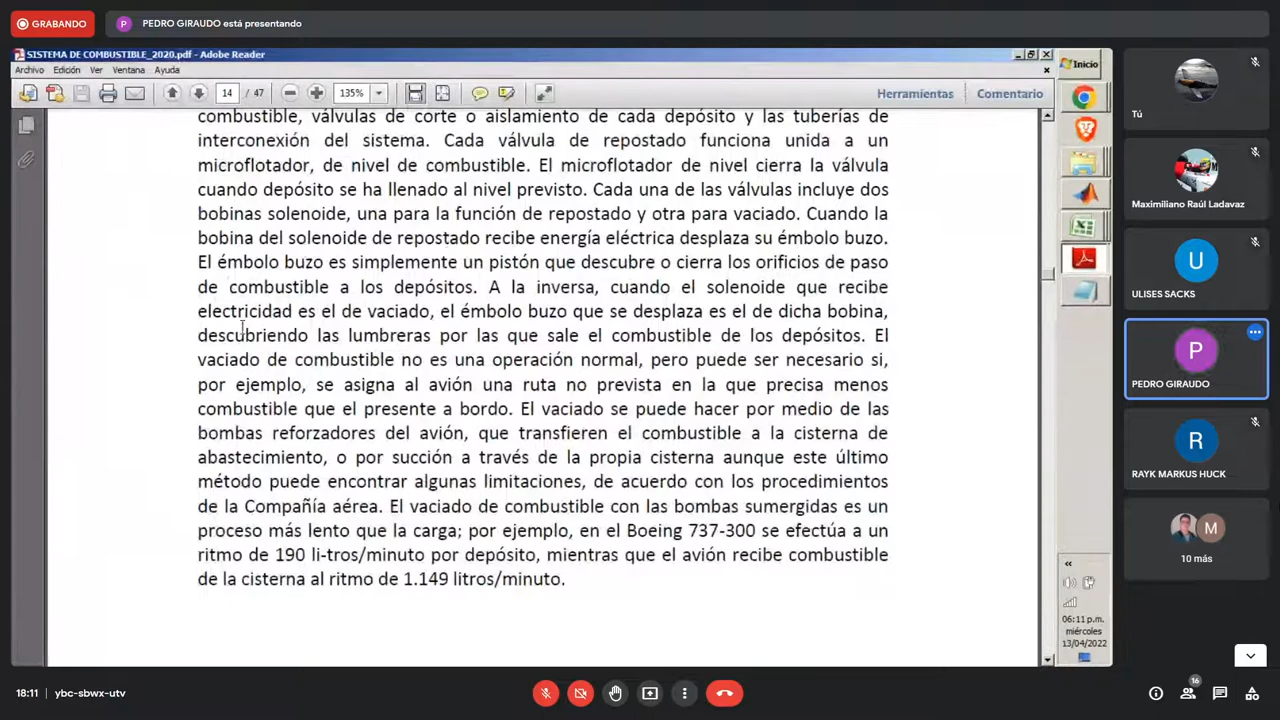 GRABANDO
P
PEDRO GIRAUDO está presentando
SISTEMA DE COMBUSTIBLE_2020.pdf - Adobe Reader
Archivo Edición Ver Ventana Ayuda
14 / 47 135% Herramientas Comentario
combustible, válvulas de corte o aislamiento de cada depósito y las tuberías de
interconexión del sistema. Cada válvula de repostado funciona unida a un
microflotador, de nivel de combustible. El microflotador de nivel cierra la válvula
cuando depósito se ha llenado al nivel previsto. Cada una de las válvulas incluye dos
bobinas solenoide, una para la función de repostado y otra para vaciado. Cuando la
bobina del solenoide de repostado recibe energía eléctrica desplaza su émbolo buzo.
El émbolo buzo es simplemente un pistón que descubre o cierra los orificios de paso
de combustible a los depósitos. A la inversa, cuando el solenoide que recibe
electricidad es el de vaciado, el émbolo buzo que se desplaza es el de dicha bobina,
descubriendo las lumbreras por las que sale el combustible de los depósitos. El
vaciado de combustible no es una operación normal, pero puede ser necesario si,
por ejemplo, se asigna al avión una ruta no prevista en la que precisa menos
combustible que el presente a bordo. El vaciado se puede hacer por medio de las
bombas reforzadores del avión, que transfieren el combustible a la cisterna de
abastecimiento, o por succión a través de la propia cisterna aunque este último
método puede encontrar algunas limitaciones, de acuerdo con los procedimientos
de la Compañía aérea. El vaciado de combustible con las bombas sumergidas es un
proceso más lento que la carga; por ejemplo, en el Boeing 737-300 se efectúa a un
ritmo de 190 li-tros/minuto por depósito, mientras que el avión recibe combustible
de la cisterna al ritmo de 1.149 litros/minuto.
Inicio
06:11 p.m.
miércoles
13/04/2022
Tú
Maximiliano Raúl Ladavaz
U
ULISES SACKS
P
PEDRO GIRAUDO
R
RAYK MARKUS HUCK
M
10 más
18:11 ybc-sbwx-utv
16